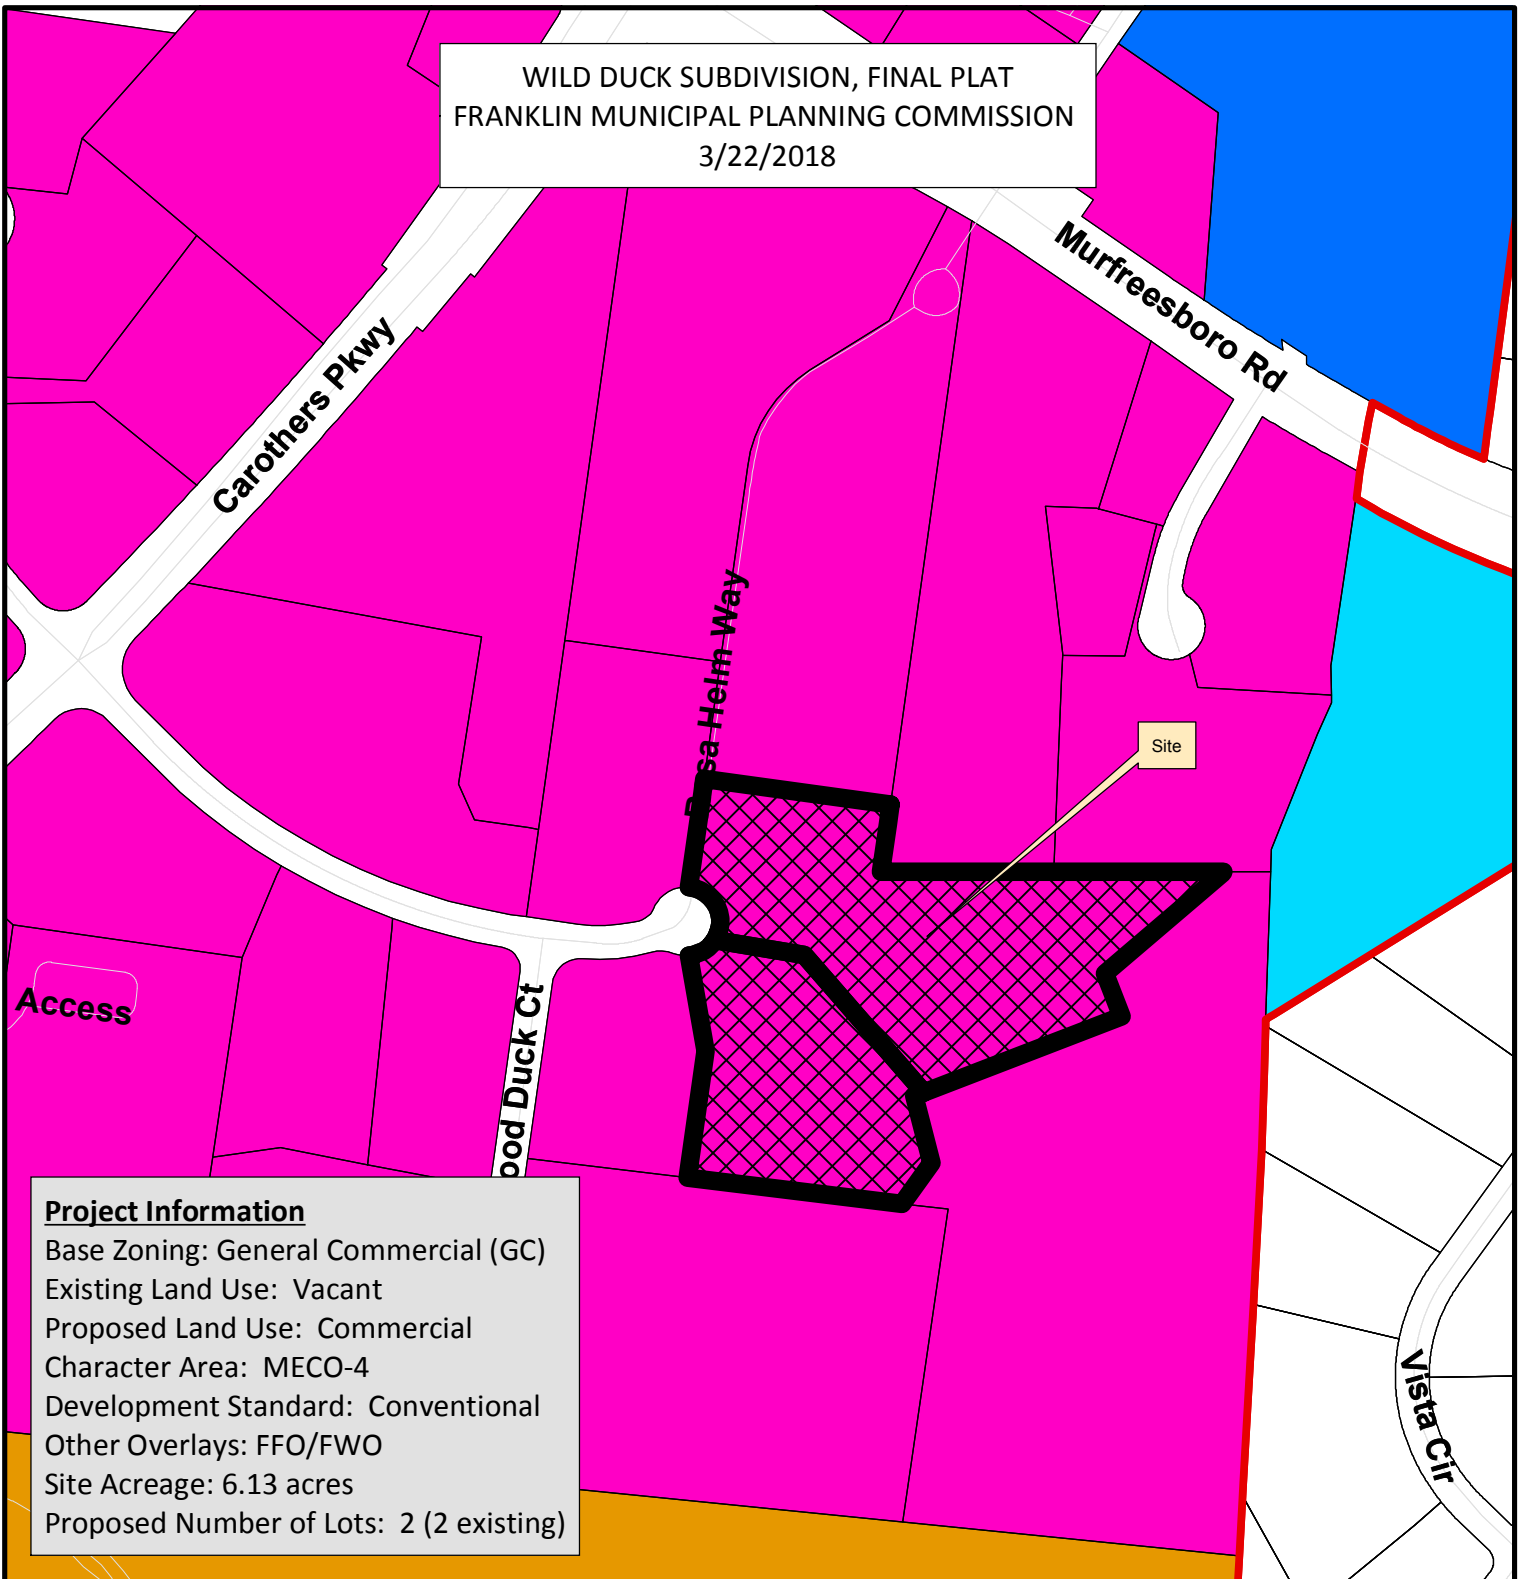 WILD DUCK SUBDIVISION, FINAL PLAT
FRANKLIN MUNICIPAL PLANNING COMMISSION
3/22/2018
Murfreesboro Rd
Carothers Pkwy
Helm Way
Site
Access
ood Duck Ct
Vista Cir
Project Information
Base Zoning: General Commercial (GC)
Existing Land Use: Vacant
Proposed Land Use: Commercial
Character Area: MECO-4
Development Standard: Conventional
Other Overlays: FFO/FWO
Site Acreage: 6.13 acres
Proposed Number of Lots: 2 (2 existing)